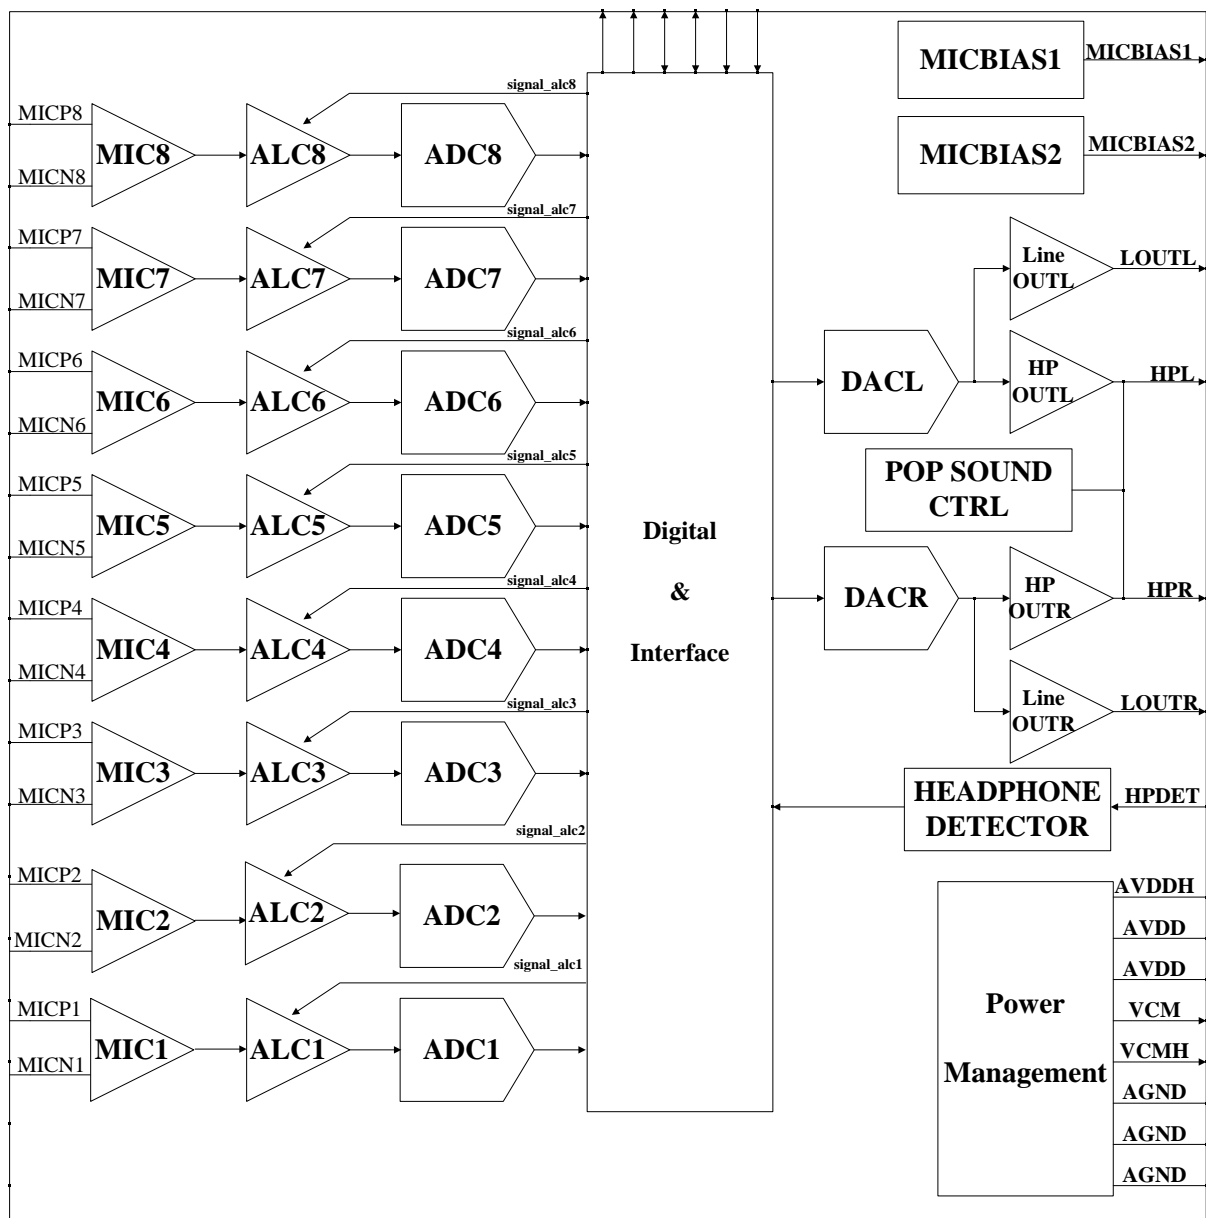 MICBIAS1
MICBIAS1
MICBIAS2
MICBIAS2
signal_alc8
MICP8
MICN8
MIC8
ALC8
ADC8
signal_alc7
MICP7
MICN7
MIC7
ALC7
ADC7
signal_alc6
MICP6
MICN6
MIC6
ALC6
ADC6
signal_alc5
MICP5
MICN5
MIC5
ALC5
ADC5
signal_alc4
MICP4
MICN4
MIC4
ALC4
ADC4
signal_alc3
MICP3
MICN3
MIC3
ALC3
ADC3
signal_alc2
MICP2
MICN2
MIC2
ALC2
ADC2
signal_alc1
MICP1
MICN1
MIC1
ALC1
ADC1
Digital
&
Interface
Line
OUTL
LOUTL
DACL
HP
OUTL
HPL
POP SOUND
CTRL
DACR
HP
OUTR
HPR
Line
OUTR
LOUTR
HEADPHONE
DETECTOR
HPDET
Power
Management
AVDDH
AVDD
AVDD
VCM
VCMH
AGND
AGND
AGND